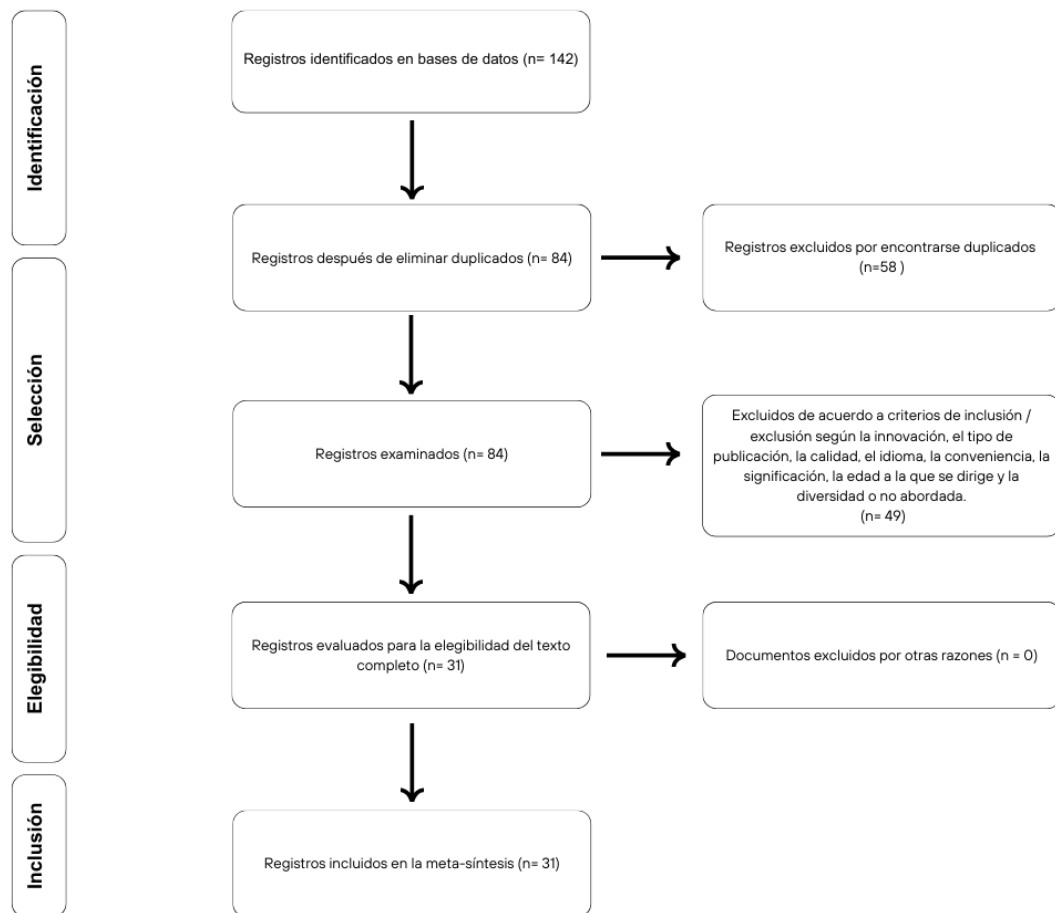 Identificación
Registros identificados en bases de datos (n= 142)
Registros después de eliminar duplicados (n= 84)
Registros excluidos por encontrarse duplicados
(n=58 )
Selección
Registros examinados (n= 84)
Excluidos de acuerdo a criterios de inclusión /
exclusión según la innovación, el tipo de
publicación, la calidad, el idioma, la conveniencia, la
significación, la edad a la que se dirige y la
diversidad o no abordada.
(n= 49)
Elegibilidad
Registros evaluados para la elegibilidad del texto
completo (n= 31)
Documentos excluidos por otras razones (n = 0)
Inclusión
Registros incluidos en la meta-síntesis (n= 31)